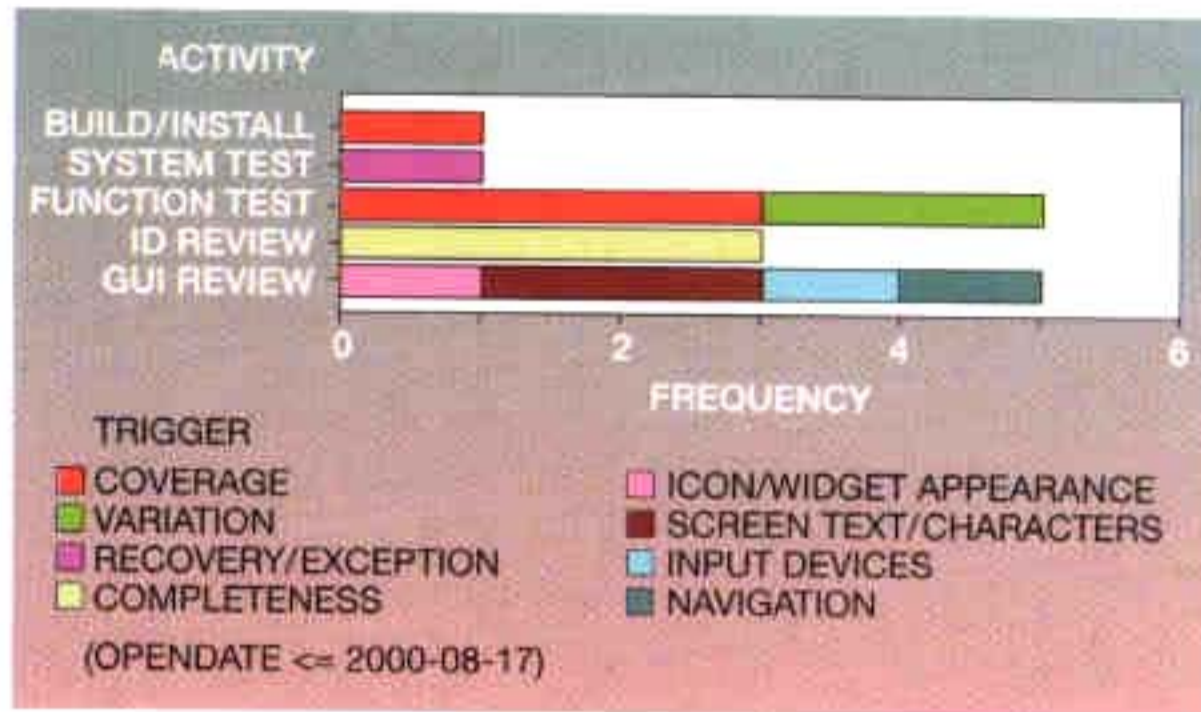 ACTIVITY
BUILD/INSTALL
SYSTEM TEST
FUNCTION TEST
ID REVIEW
GUI REVIEW
0 2 4 6
FREQUENCY
TRIGGER
COVERAGE
VARIATION
RECOVERY/EXCEPTION
COMPLETENESS
ICON/WIDGET APPEARANCE
SCREEN TEXT/CHARACTERS
INPUT DEVICES
NAVIGATION
(OPENDATE <= 2000-08-17)